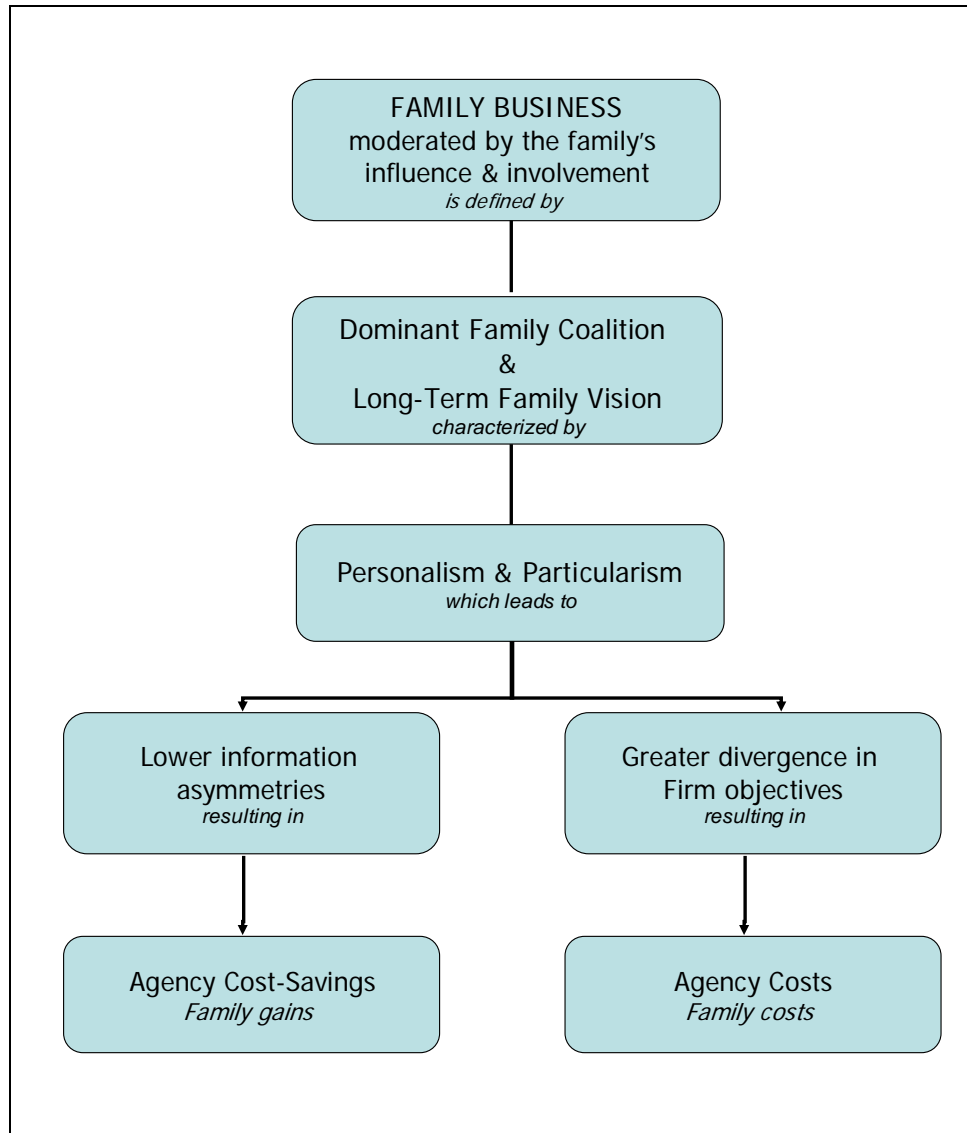 FAMILY BUSINESS
moderated by the family's
influence & involvement
is defined by
Dominant Family Coalition
&
Long-Term Family Vision
characterized by
Personalism & Particularism
which leads to
Lower information
asymmetries
resulting in
Greater divergence in
Firm objectives
resulting in
Agency Cost-Savings
Family gains
Agency Costs
Family costs